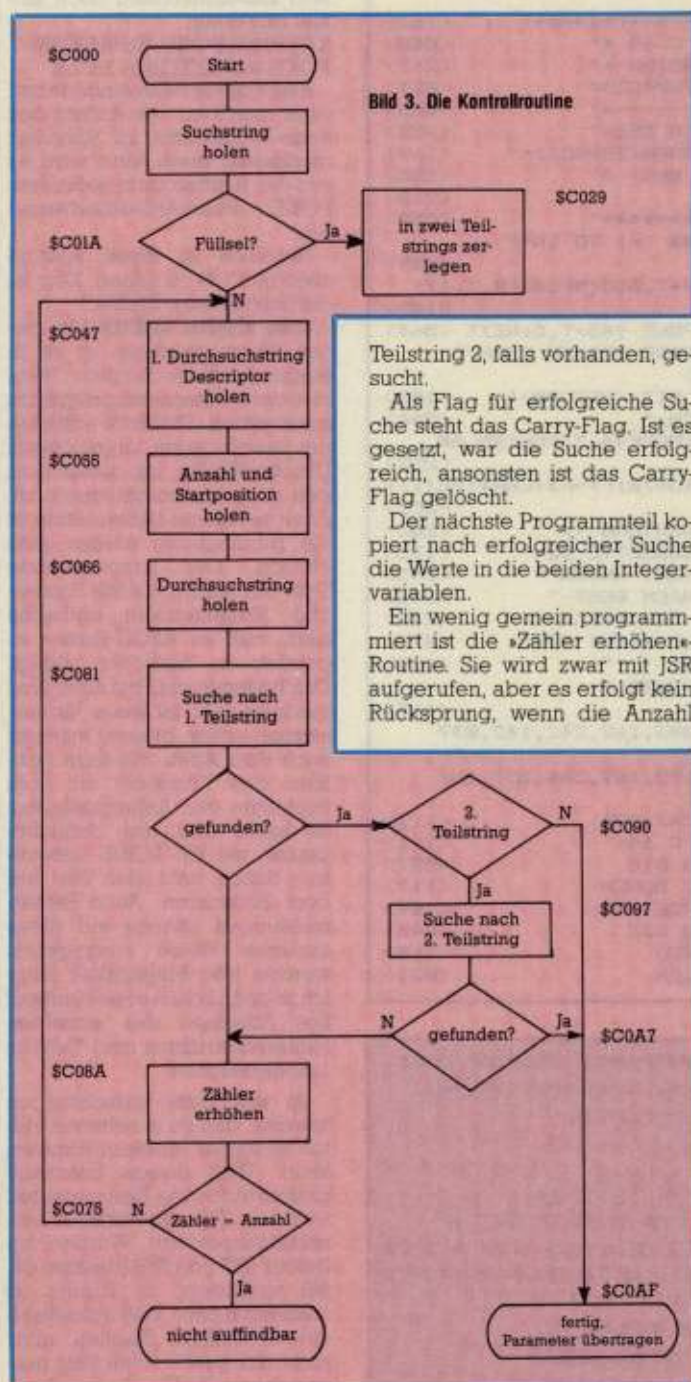 $C000
Start
Bild 3. Die Kontrollroutine
Suchstring
holen
$C029
$C01A
Füllsel?
Ja
in zwei Teil-
strings zer-
legen
N
$C047
1. Durchsuchstring
Descriptor
holen
Teilstring 2, falls vorhanden, ge-
sucht.
Als Flag für erfolgreiche Su-
che steht das Carry-Flag. Ist es
gesetzt, war die Suche erfolg-
reich, ansonsten ist das Carry-
Flag gelöscht.
Der nächste Programmteil ko-
piert nach erfolgreicher Suche
die Werte in die beiden Integer-
variablen.
Ein wenig gemein programm-
miert ist die »Zähler erhöhen«-
Routine. Sie wird zwar mit JSR
aufgerufen, aber es erfolgt kein
Rücksprung, wenn die Anzahl
$C055
Anzahl und
Startposition
holen
$C066
Durchsuchstring
holen
$C081
Suche nach
1. Teilstring
gefunden?
Ja
2.
Teilstring
N
$C090
Ja
$C097
Suche nach
2. Teilstring
N
gefunden?
Ja
$C0A7
$C08A
Zähler
erhöhen
$C075
N
Zähler = Anzahl
Ja
nicht auffindbar
$C0AF
fertig,
Parameter übertragen